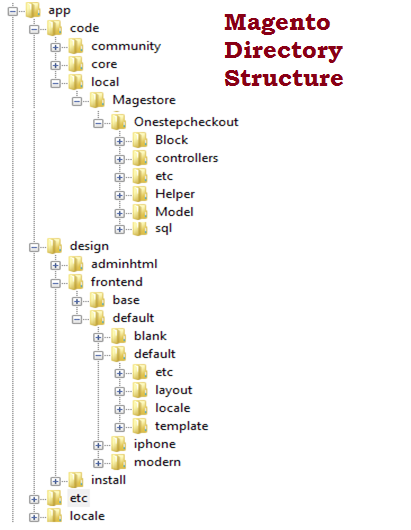 app
Magento
code
Directory
community
Structure
core
local
Magestore
Onestepcheckout
Block
controllers
etc
Helper
Model
sql
design
adminhtml
frontend
base
default
blank
default
etc
layout
locale
template
iphone
modern
install
etc
locale